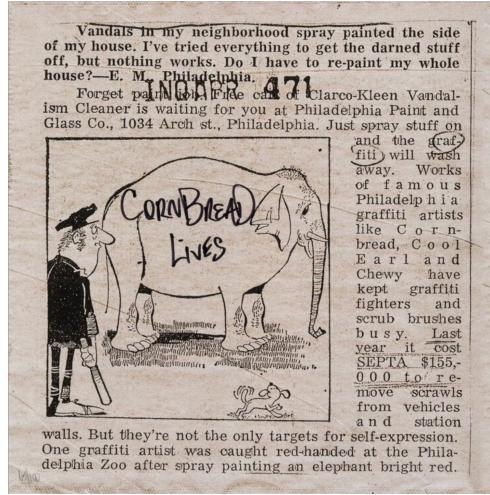 Vandals in my neighborhood spray painted the side
of my house. I've tried everything to get the darned stuff
off, but nothing works. Do I have to re-paint my whole
house?—E. M., Philadelphia.
471
Forget paint job. Free can of Clarco-Kleen Vandal-
ism Cleaner is waiting for you at Philadelphia Paint and
Glass Co., 1034 Arch st., Philadelphia. Just spray stuff on
and the graf-
fiti will wash
away. Works
of famous
Philadelphia
graffiti artists
like Corn-
bread, Cool
Earl and
Chewy have
kept graffiti
fighters and
scrub brushes
busy. Last
year it cost
SEPTA $155,-
000 to re-
move scrawls
from vehicles
and station
walls. But they're not the only targets for self-expression.
One graffiti artist was caught red-handed at the Phila-
delphia Zoo after spray painting an elephant bright red.
CORNBREAD
LIVES